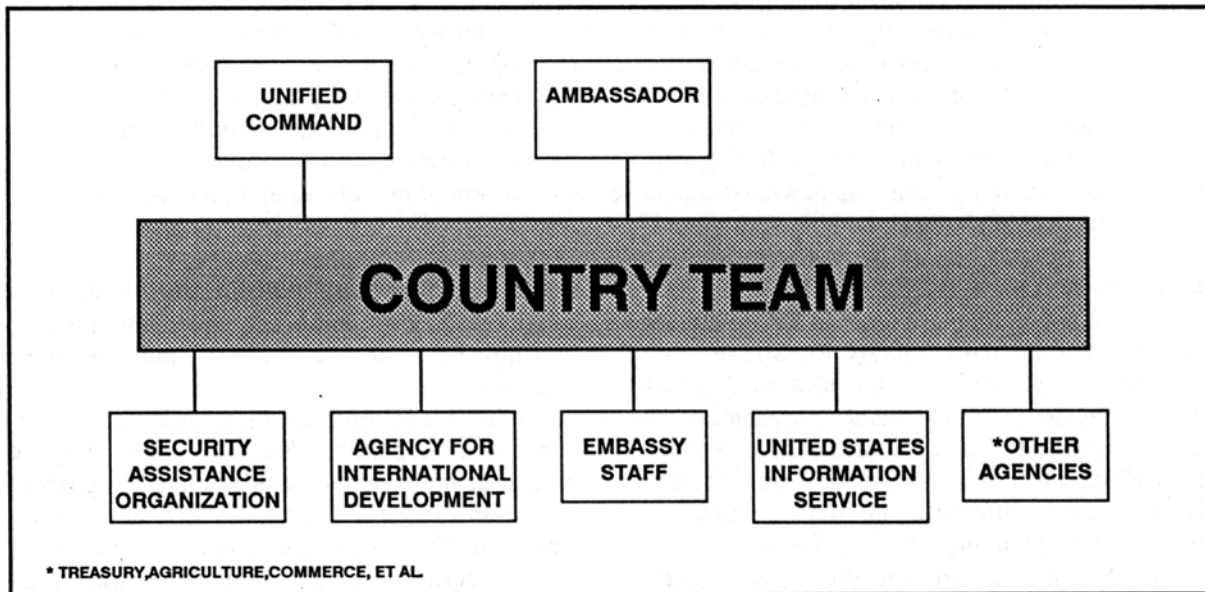 UNIFIED
COMMAND
AMBASSADOR
COUNTRY TEAM
SECURITY
ASSISTANCE
ORGANIZATION
AGENCY FOR
INTERNATIONAL
DEVELOPMENT
EMBASSY
STAFF
UNITED STATES
INFORMATION
SERVICE
*OTHER
AGENCIES
* TREASURY,AGRICULTURE,COMMERCE, ET AL.